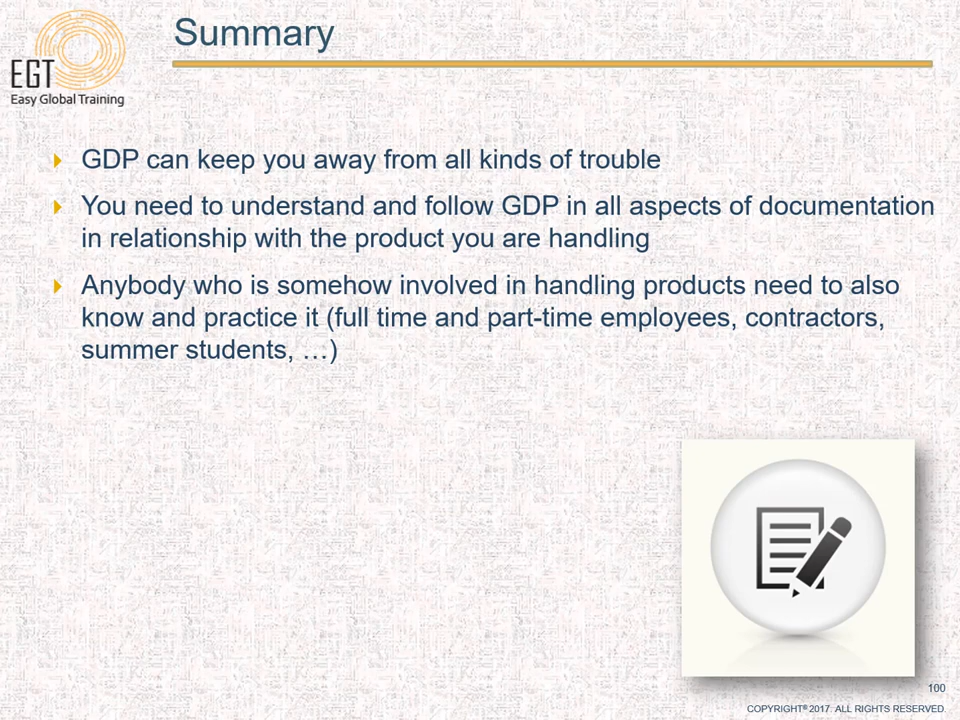 Summary
EGT
Easy Global Training
GDP can keep you away from all kinds of trouble
You need to understand and follow GDP in all aspects of documentation
in relationship with the product you are handling
Anybody who is somehow involved in handling products need to also
know and practice it (full time and part-time employees, contractors,
summer students, …)
100
COPYRIGHT® 2017. ALL RIGHTS RESERVED.